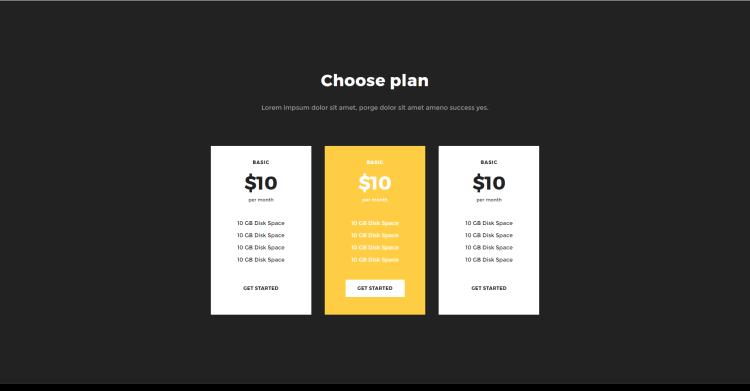 Choose plan
Lorem impsum dolor sit amet, porge dolor sit amet ameno success yes.
BASIC
$10
per month
10 GB Disk Space
10 GB Disk Space
10 GB Disk Space
10 GB Disk Space
GET STARTED
BASIC
$10
per month
10 GB Disk Space
10 GB Disk Space
10 GB Disk Space
10 GB Disk Space
GET STARTED
BASIC
$10
per month
10 GB Disk Space
10 GB Disk Space
10 GB Disk Space
10 GB Disk Space
GET STARTED